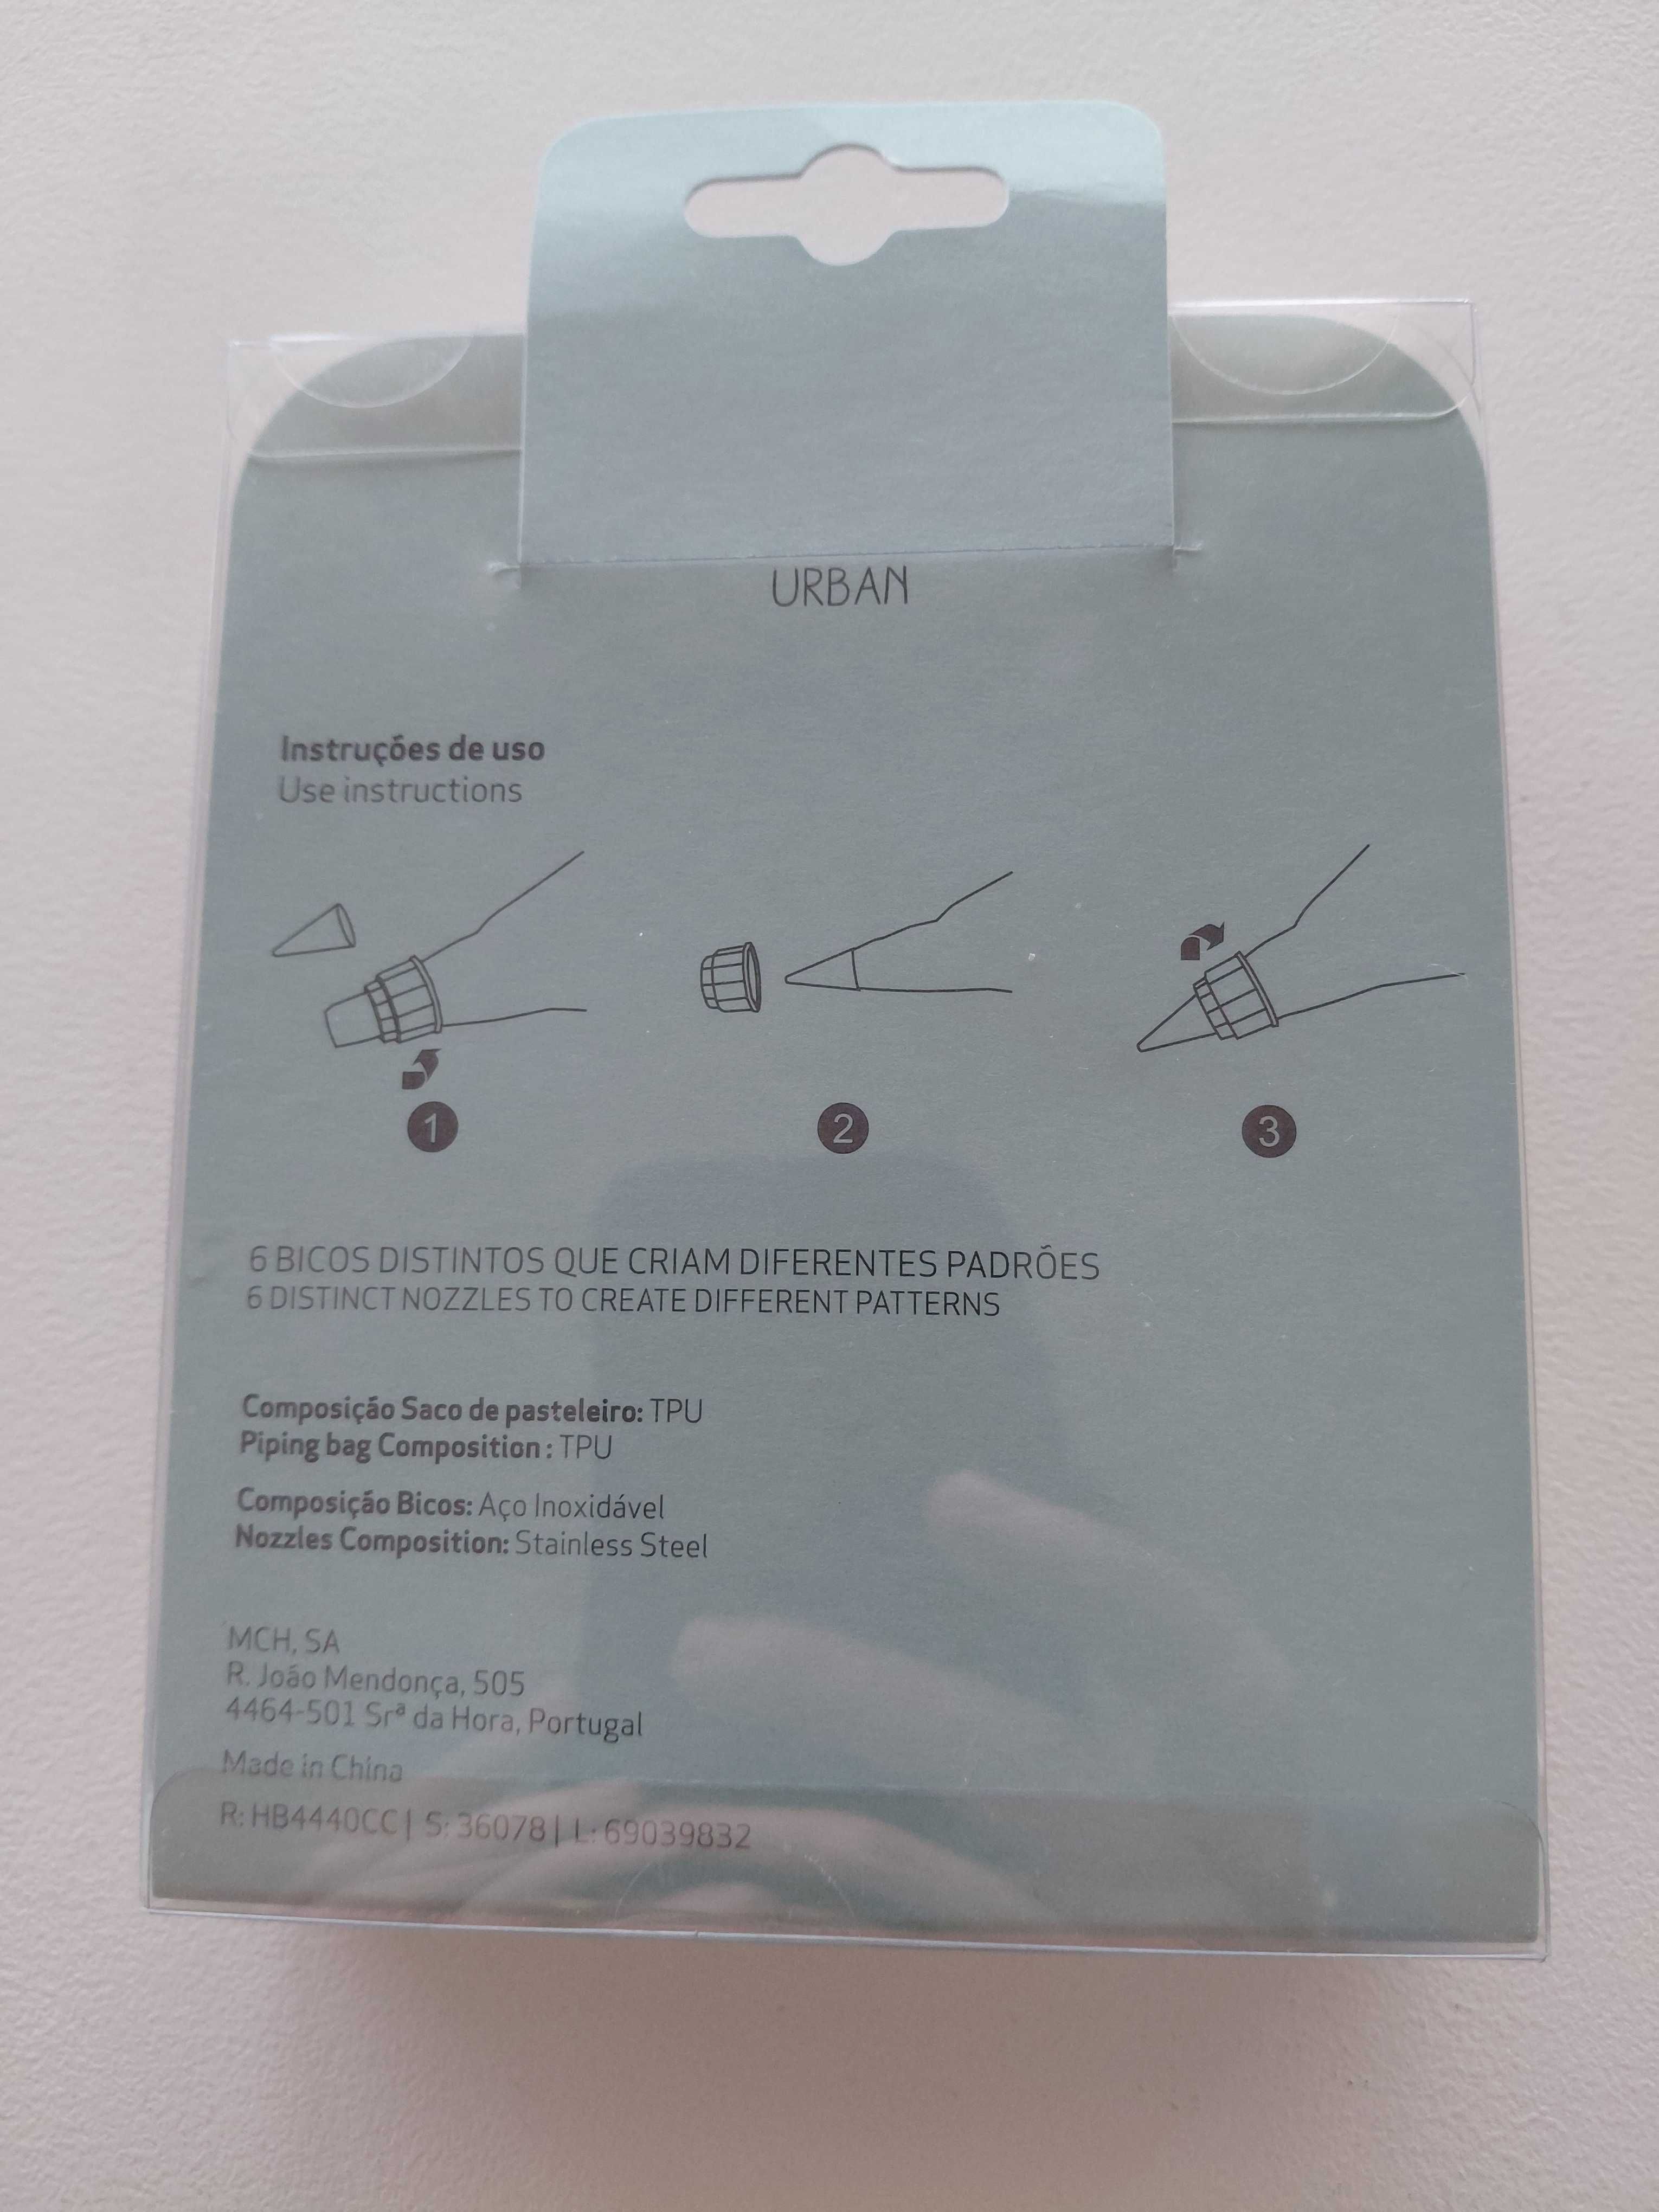 URBAN
Instruções de uso
Use instructions
1
2
3
6 BICOS DISTINTOS QUE CRIAM DIFERENTES PADRÕES
6 DISTINCT NOZZLES TO CREATE DIFFERENT PATTERNS
Composição Saco de pasteleiro: TPU
Piping bag Composition : TPU
Composição Bicos: Aço Inoxidável
Nozzles Composition: Stainless Steel
MCH, SA
R. João Mendonça, 505
4464-501 Srª da Hora, Portugal
Made in China
R: HB4440CC | S: 36078 | L: 69039832